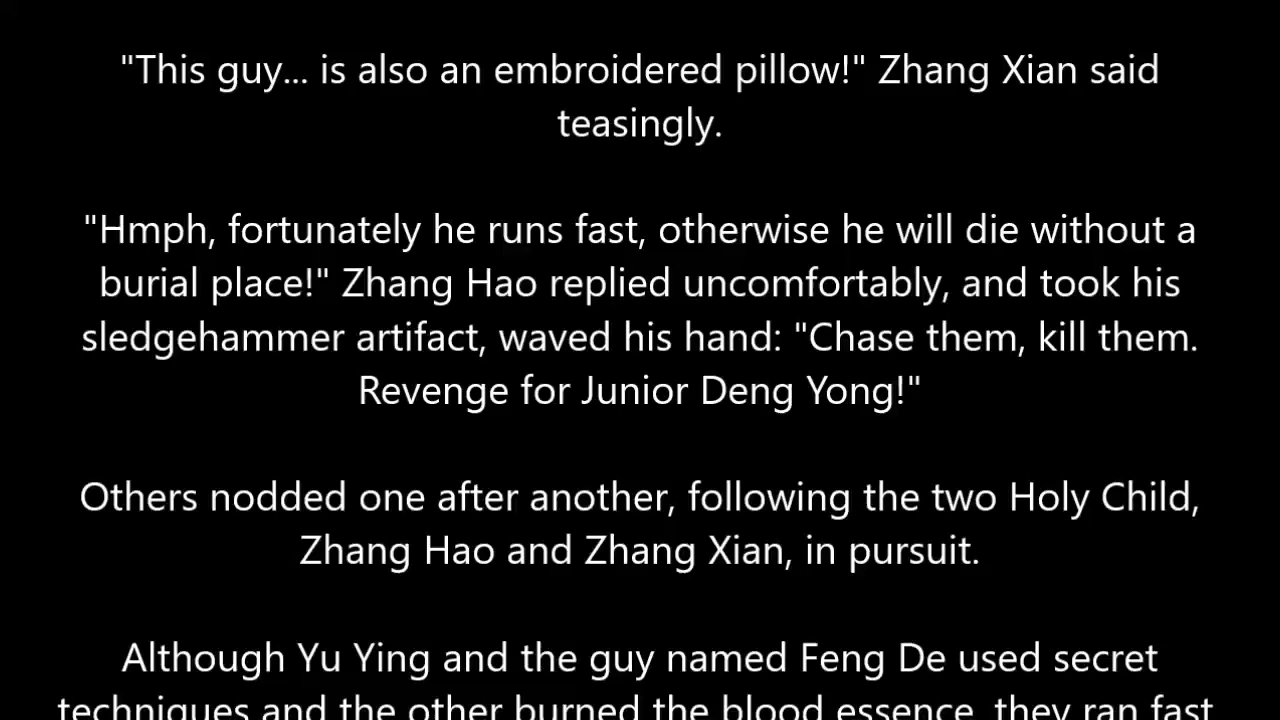 "This guy... is also an embroidered pillow!" Zhang Xian said
teasingly.
"Hmph, fortunately he runs fast, otherwise he will die without a
burial place!" Zhang Hao replied uncomfortably, and took his
sledgehammer artifact, waved his hand: "Chase them, kill them.
Revenge for Junior Deng Yong!"
Others nodded one after another, following the two Holy Child,
Zhang Hao and Zhang Xian, in pursuit.
Although Yu Ying and the guy named Feng De used secret
techniques and the other burned the blood essence, they ran fast